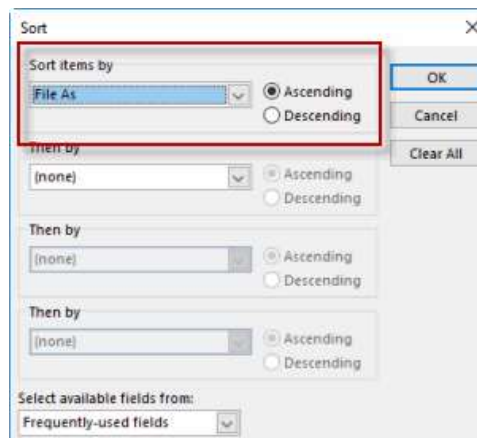 Sort
Sort items by
File As
Ascending
Descending
OK
Cancel
Clear All
Then by
(none)
Ascending
Descending
Then by
(none)
Ascending
Descending
Then by
(none)
Ascending
Descending
Select available fields from:
Frequently-used fields